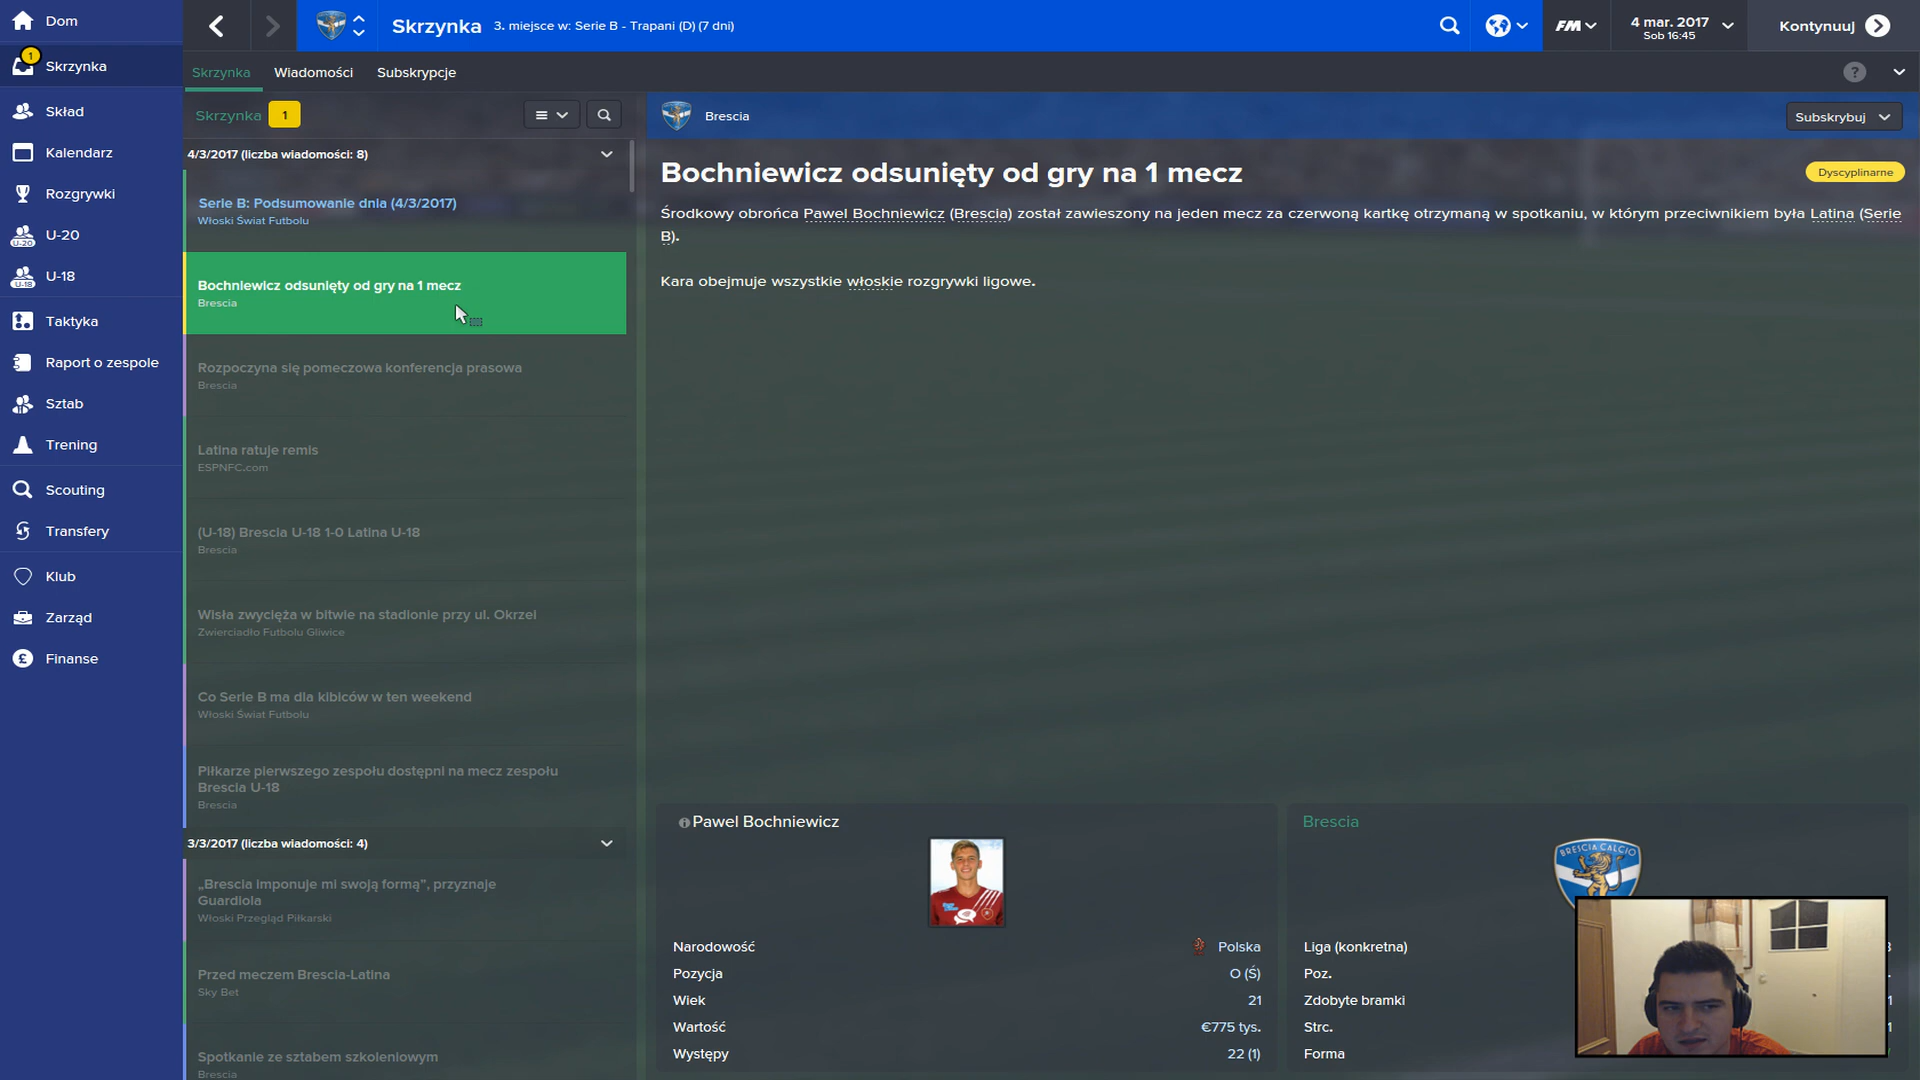 Dom
1
Skrzynka
Skład
Kalendarz
Rozgrywki
U-20
U-20
U-18
U-18
Taktyka
Raport o zespole
Sztab
Trening
Scouting
Transfery
Klub
Zarząd
Finanse
Skrzynka 3. miejsce w: Serie B - Trapani (D) (7 dni)
FM
4 mar. 2017
Sob 16:45
Kontynuuj
Skrzynka Wiadomości Subskrypcje
?
Skrzynka 1
4/3/2017 (liczba wiadomości: 8)
Serie B: Podsumowanie dnia (4/3/2017)
Włoski Świat Futbolu
Bochniewicz odsunięty od gry na 1 mecz
Brescia
Rozpoczyna się pomeczowa konferencja prasowa
Brescia
Latina ratuje remis
ESPNFC.com
(U-18) Brescia U-18 1-0 Latina U-18
Brescia
Wisła zwycięża w bitwie na stadionie przy ul. Okrzei
Zwierciadło Futbolu Gliwice
Co Serie B ma dla kibiców w ten weekend
Włoski Świat Futbolu
Piłkarze pierwszego zespołu dostępni na mecz zespołu
Brescia U-18
Brescia
3/3/2017 (liczba wiadomości: 4)
„Brescia imponuje mi swoją formą”, przyznaje
Guardiola
Włoski Przegląd Piłkarski
Przed meczem Brescia-Latina
Sky Bet
Spotkanie ze sztabem szkoleniowym
Brescia
Brescia
Subskrybuj
Bochniewicz odsunięty od gry na 1 mecz
Dyscyplinarne
Środkowy obrońca Pawel Bochniewicz (Brescia) został zawieszony na jeden mecz za czerwoną kartkę otrzymaną w spotkaniu, w którym przeciwnikiem była Latina (Serie
B).
Kara obejmuje wszystkie włoskie rozgrywki ligowe.
Pawel Bochniewicz
Narodowość Polska
Pozycja O (Ś)
Wiek 21
Wartość €775 tys.
Występy 22 (1)
Brescia
BRESCIA CALCIO
Liga (konkretna)
Poz.
Zdobyte bramki
Strc.
Forma